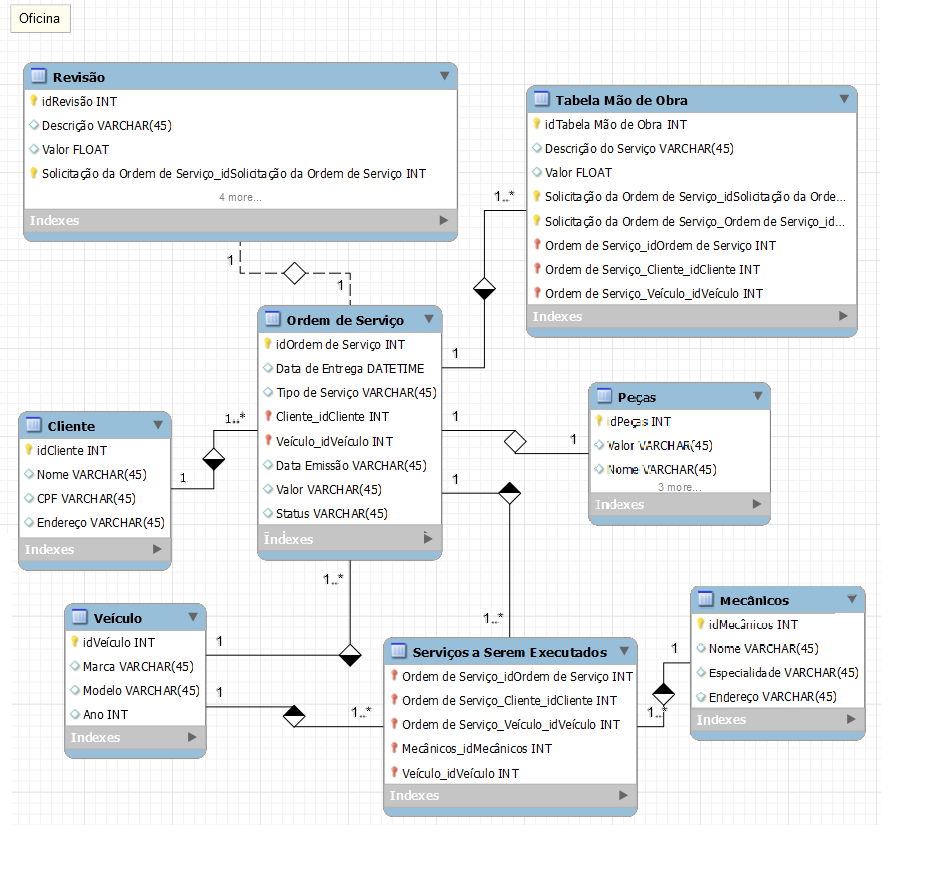 Oficina
Revisão
idRevisão INT
Descrição VARCHAR(45)
Valor FLOAT
Solicitação da Ordem de Serviço_idSolicitação da Ordem de Serviço INT
4 more...
Indexes
Tabela Mão de Obra
idTabela Mão de Obra INT
Descrição do Serviço VARCHAR(45)
Valor FLOAT
Solicitação da Ordem de Serviço_idSolicitação da Orde...
Solicitação da Ordem de Serviço_Ordem de Serviço_id...
Ordem de Serviço_idOrdem de Serviço INT
Ordem de Serviço_Cliente_idCliente INT
Ordem de Serviço_Veículo_idVeículo INT
Indexes
1..*
1
1
1
Ordem de Serviço
idOrdem de Serviço INT
Data de Entrega DATETIME
Tipo de Serviço VARCHAR(45)
Cliente_idCliente INT
Veículo_idVeículo INT
Data Emissão VARCHAR(45)
Valor VARCHAR(45)
Status VARCHAR(45)
Indexes
Peças
idPeças INT
Valor VARCHAR(45)
Nome VARCHAR(45)
3 more...
Indexes
1
1
1
Cliente
idCliente INT
Nome VARCHAR(45)
CPF VARCHAR(45)
Endereço VARCHAR(45)
Indexes
1..*
1
1..*
1..*
Veículo
idVeículo INT
Marca VARCHAR(45)
Modelo VARCHAR(45)
Ano INT
Indexes
1
1
1..*
Serviços a Serem Executados
Ordem de Serviço_idOrdem de Serviço INT
Ordem de Serviço_Cliente_idCliente INT
Ordem de Serviço_Veículo_idVeículo INT
Mecânicos_idMecânicos INT
Veículo_idVeículo INT
Indexes
1
1..*
Mecânicos
idMecânicos INT
Nome VARCHAR(45)
Especialidade VARCHAR(45)
Endereço VARCHAR(45)
Indexes